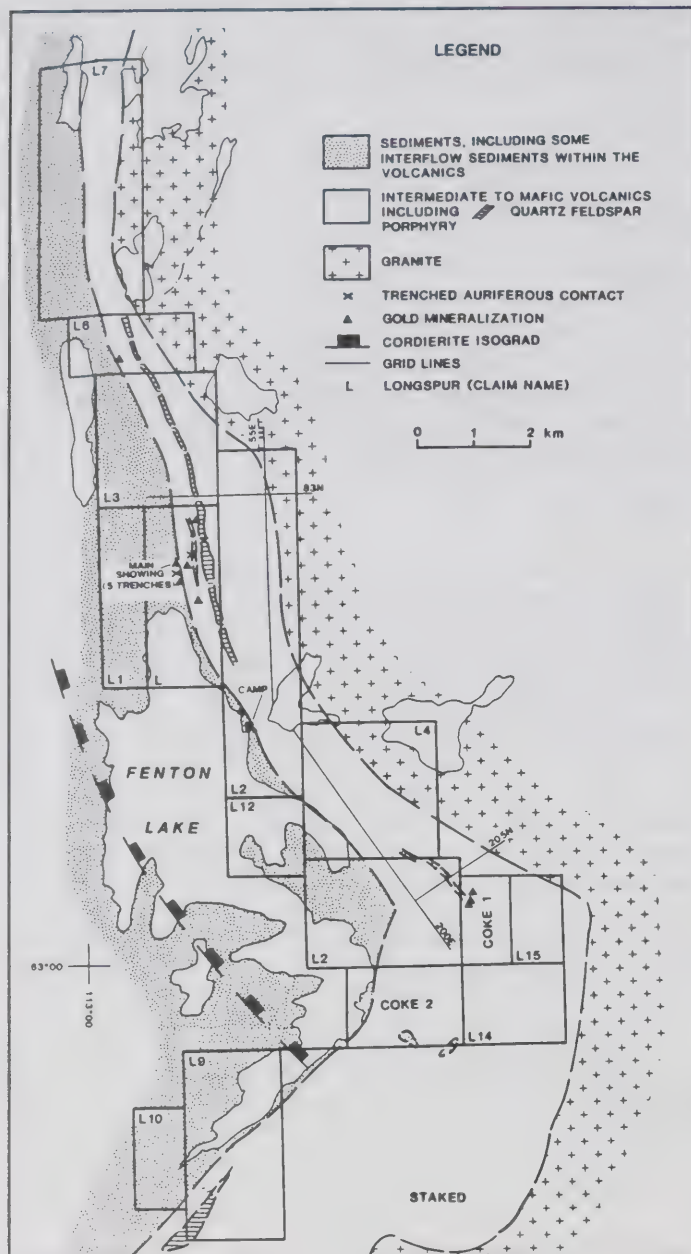 LEGEND
SEDIMENTS, INCLUDING SOME
INTERFLOW SEDIMENTS WITHIN THE
VOLCANICS
INTERMEDIATE TO MAFIC VOLCANICS
INCLUDING QUARTZ FELDSPAR
PORPHYRY
GRANITE
TRENCHED AURIFEROUS CONTACT
GOLD MINERALIZATION
CORDIERITE ISOGRAD
GRID LINES
L LONGSPUR (CLAIM NAME)
0 1 2 km
L7
L6
55E
83N
L3
MAIN
SHOWING
(5 TRENCHES)
L1
L
CAMP
L4
FENTON
LAKE
L2
L12
205N
200E
COKE 1
L15
L2
63°00
113°00
COKE 2
L14
L9
L10
STAKED